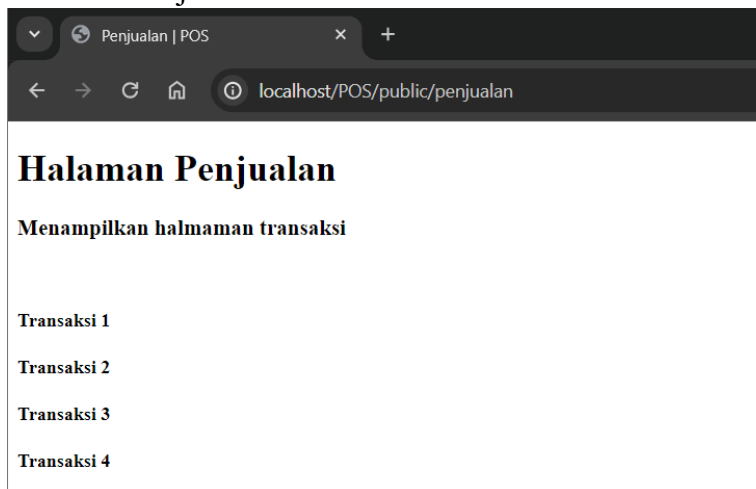 Penjualan | POS
localhost/POS/public/penjualan
Halaman Penjualan
Menampilkan halmaman transaksi
Transaksi 1
Transaksi 2
Transaksi 3
Transaksi 4